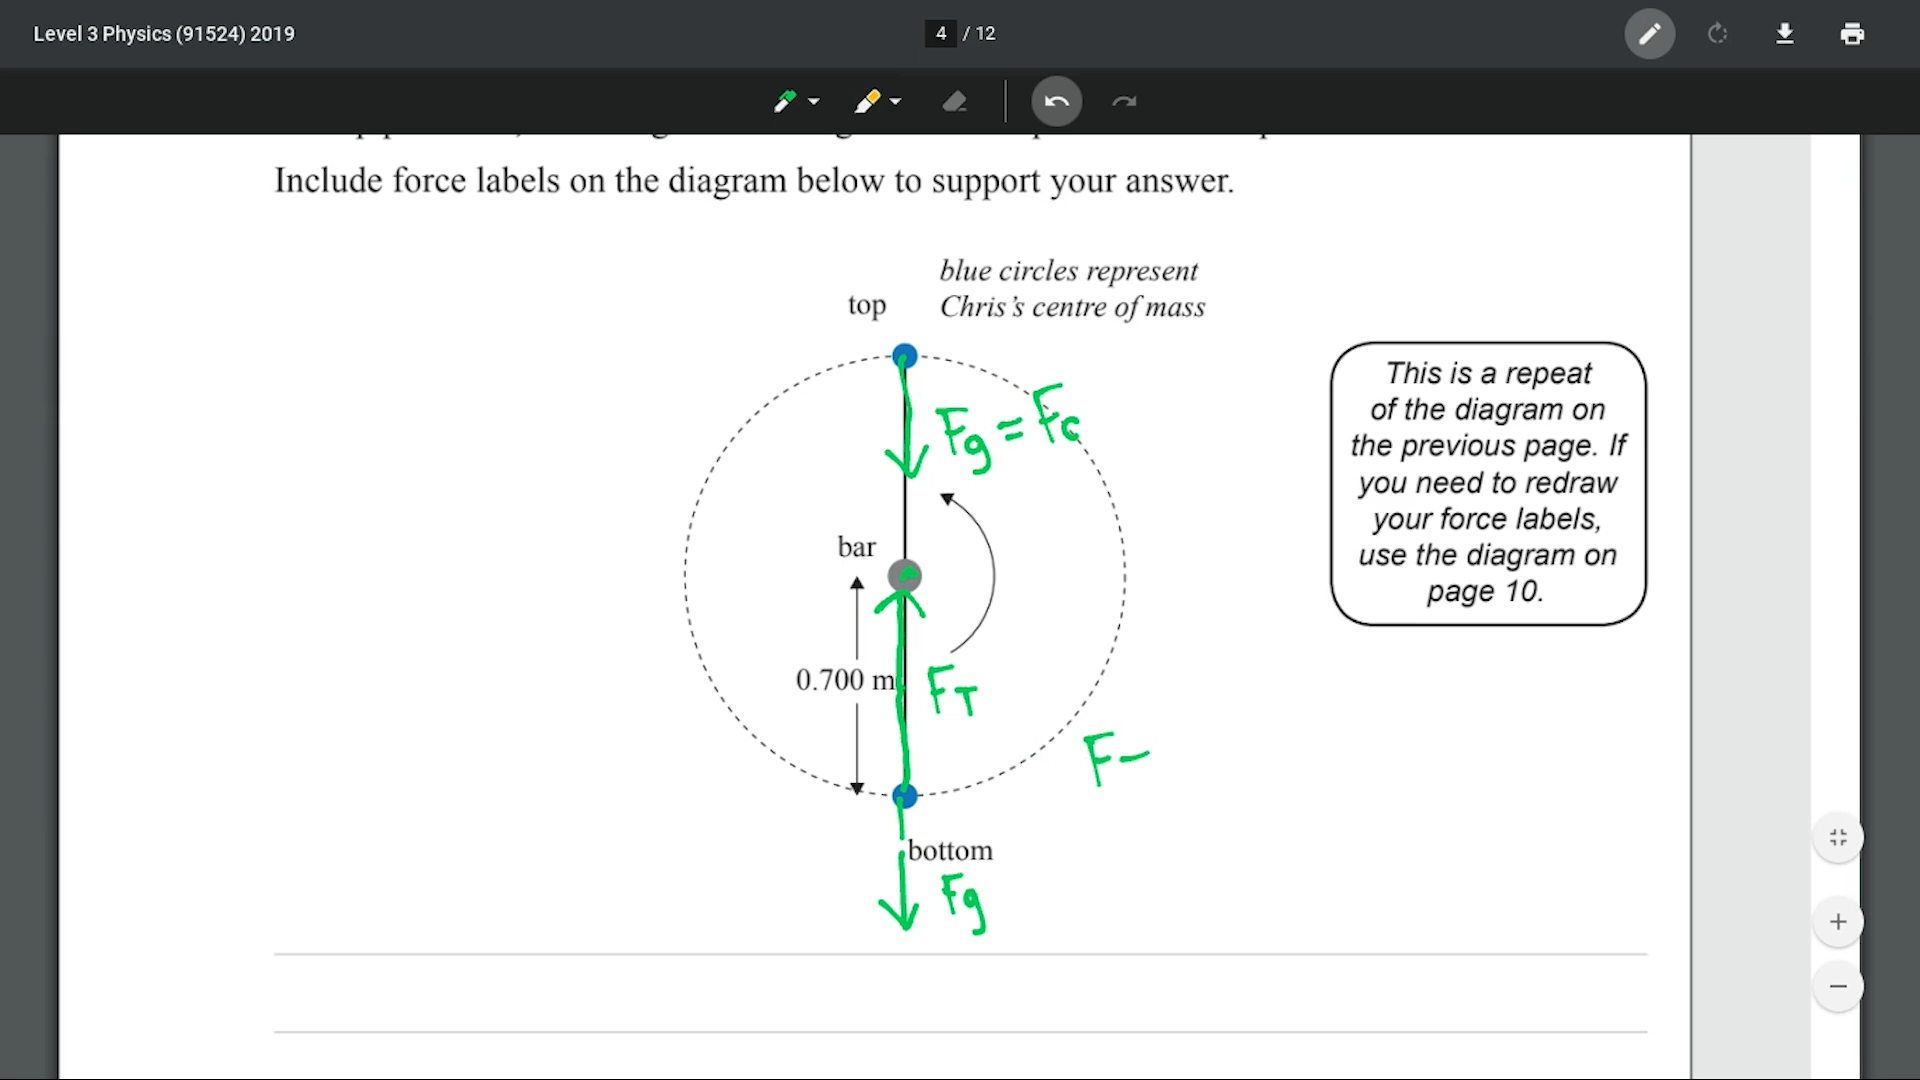 Level 3 Physics (91524) 2019
4 / 12
Include force labels on the diagram below to support your answer.
blue circles represent
Chris's centre of mass
top
Fg = Fc
bar
0.700 m
FT
F-
bottom
Fg
This is a repeat
of the diagram on
the previous page. If
you need to redraw
your force labels,
use the diagram on
page 10.